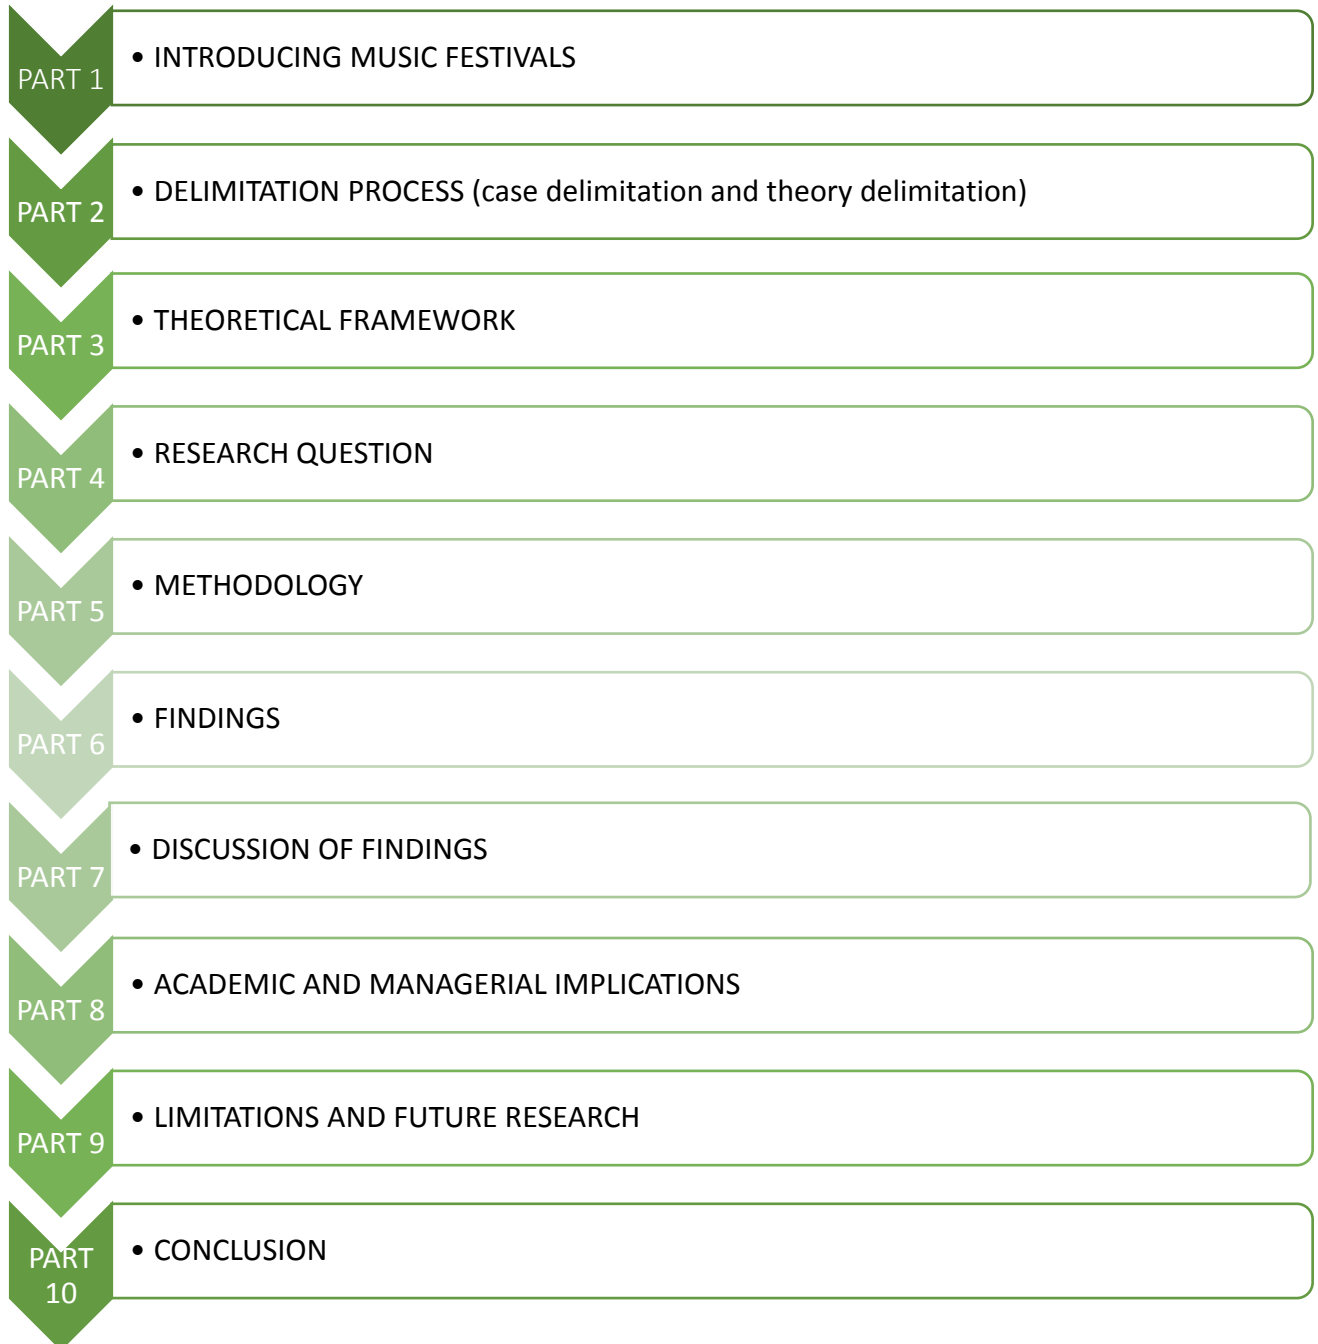 PART 1
• INTRODUCING MUSIC FESTIVALS
PART 2
• DELIMITATION PROCESS (case delimitation and theory delimitation)
PART 3
• THEORETICAL FRAMEWORK
PART 4
• RESEARCH QUESTION
PART 5
• METHODOLOGY
PART 6
• FINDINGS
PART 7
• DISCUSSION OF FINDINGS
PART 8
• ACADEMIC AND MANAGERIAL IMPLICATIONS
PART 9
• LIMITATIONS AND FUTURE RESEARCH
PART
10
• CONCLUSION